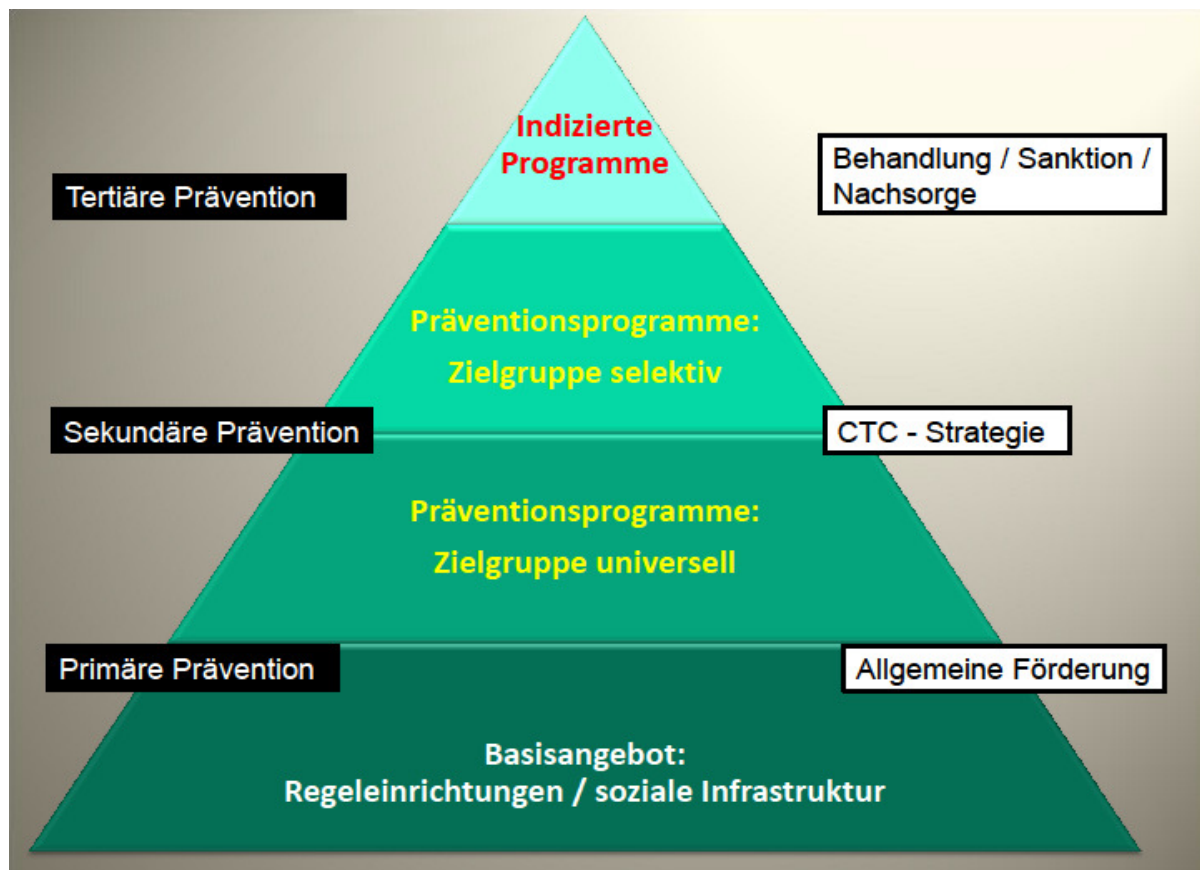 Indizierte
Programme
Tertiäre Prävention
Behandlung / Sanktion /
Nachsorge
Präventionsprogramme:
Zielgruppe selektiv
Sekundäre Prävention
CTC - Strategie
Präventionsprogramme:
Zielgruppe universell
Primäre Prävention
Allgemeine Förderung
Basisangebot:
Regeleinrichtungen / soziale Infrastruktur